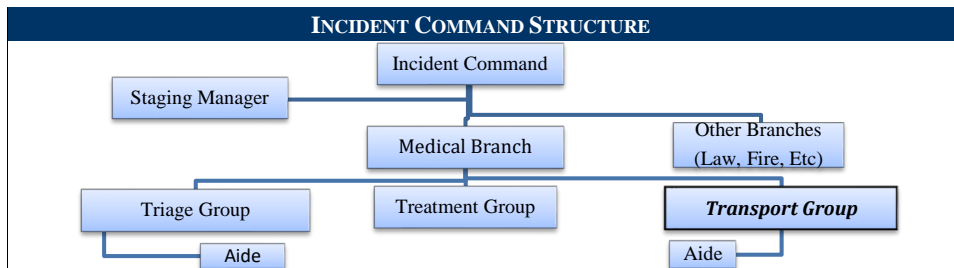 INCIDENT COMMAND STRUCTURE
Incident Command
Staging Manager
Medical Branch
Other Branches
(Law, Fire, Etc)
Triage Group
Treatment Group
Transport Group
Aide
Aide